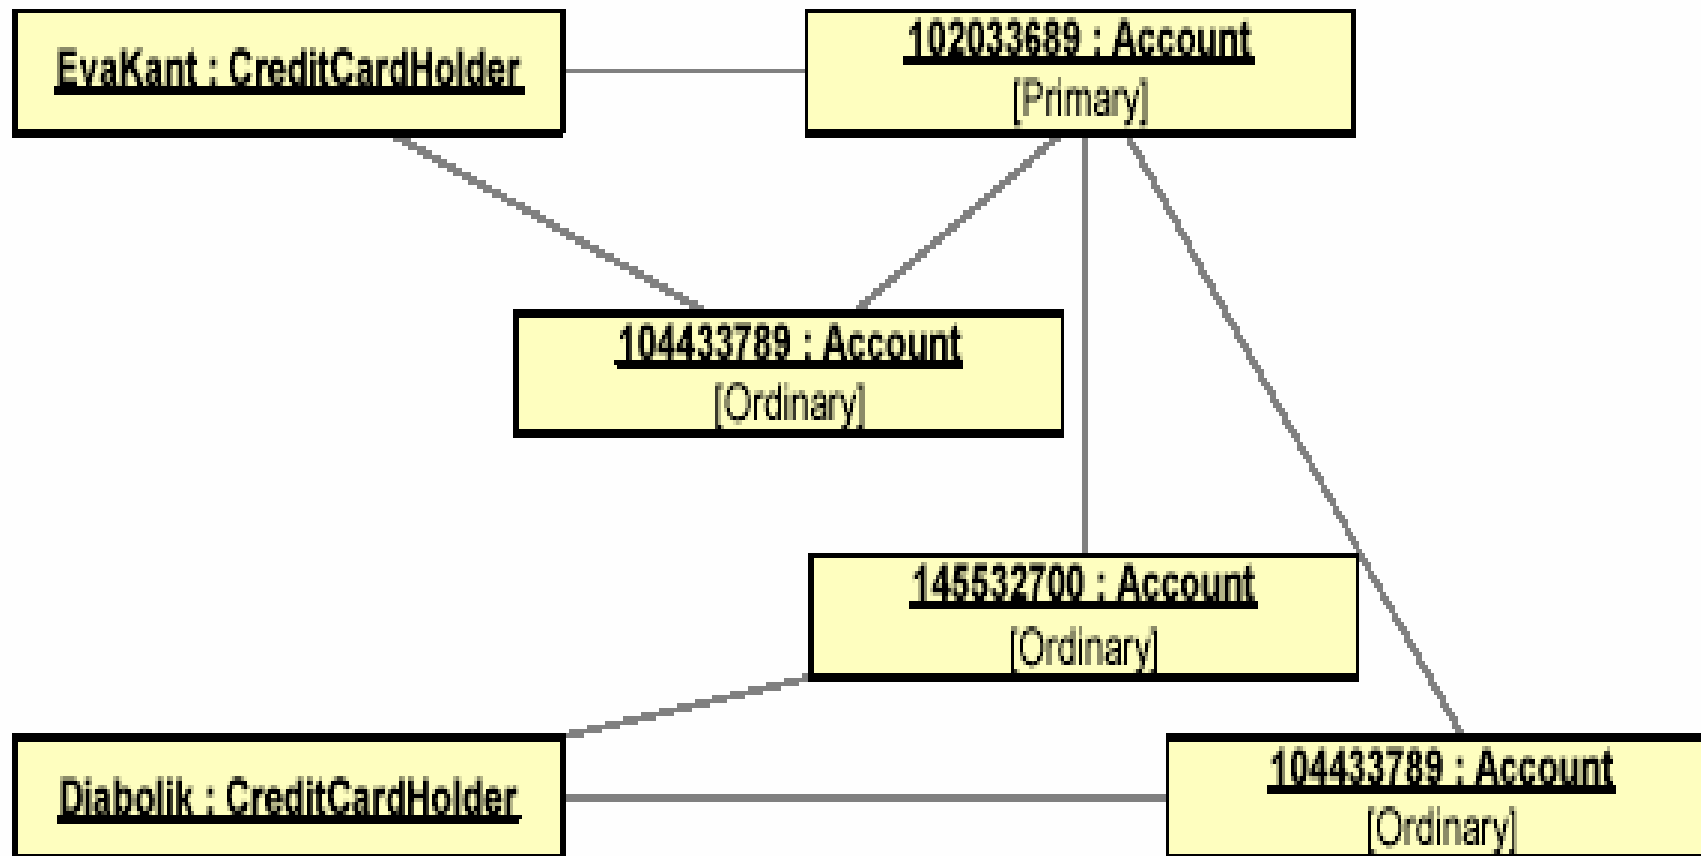 EvaKant : CreditCardHolder
102033689 : Account
[Primary]
104433789 : Account
[Ordinary]
145532700 : Account
[Ordinary]
Diabolik : CreditCardHolder
104433789 : Account
[Ordinary]